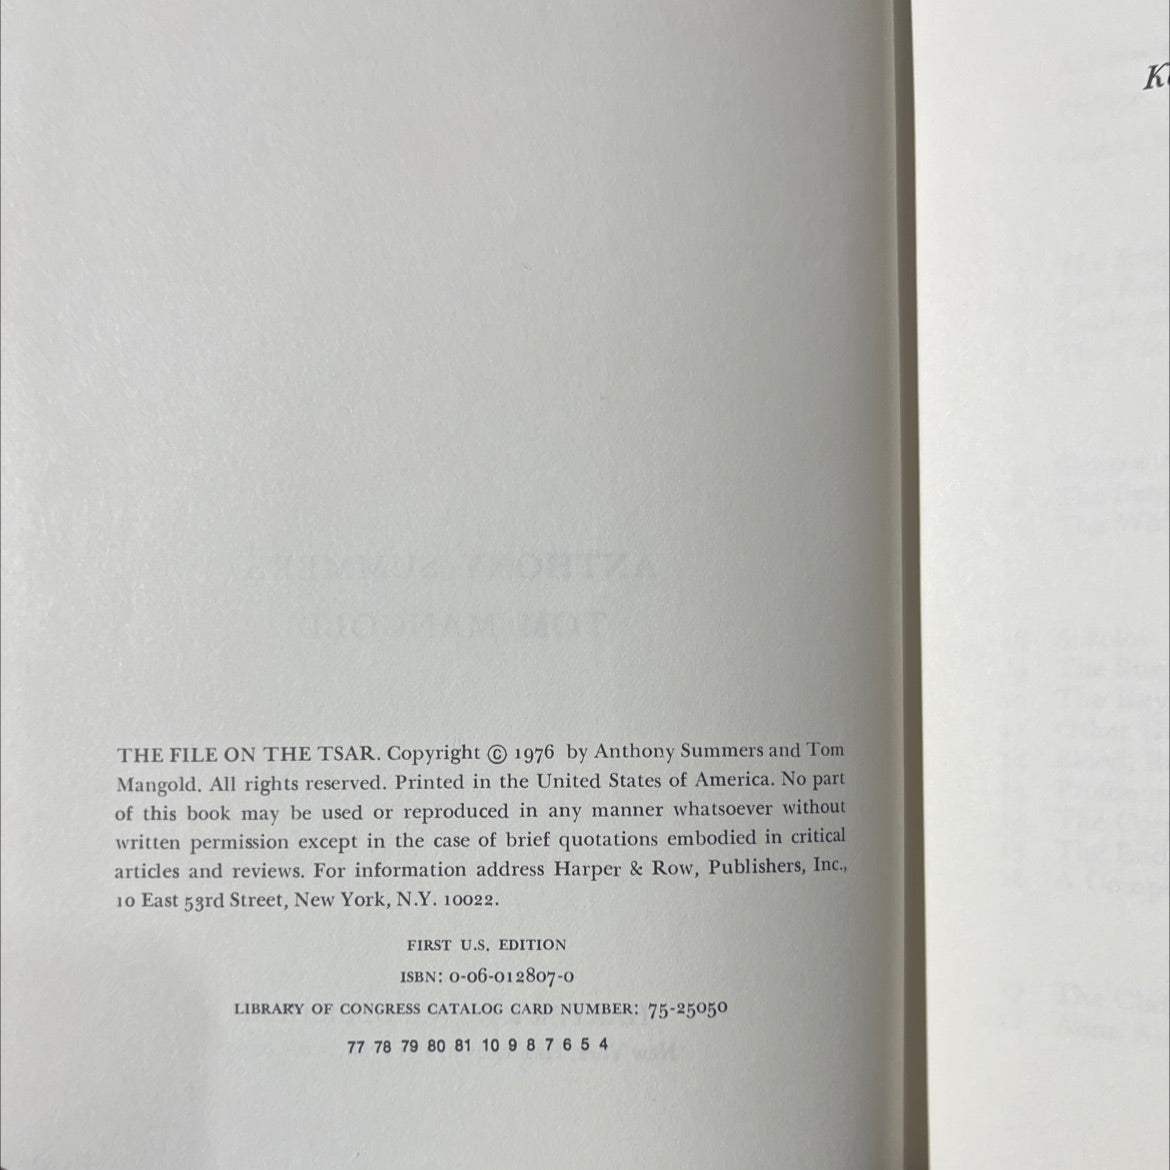 THE FILE ON THE TSAR. Copyright © 1976 by Anthony Summers and Tom
Mangold. All rights reserved. Printed in the United States of America. No part
of this book may be used or reproduced in any manner whatsoever without
written permission except in the case of brief quotations embodied in critical
articles and reviews. For information address Harper & Row, Publishers, Inc.,
10 East 53rd Street, New York, N.Y. 10022.
FIRST U.S. EDITION
ISBN: 0-06-012807-0
LIBRARY OF CONGRESS CATALOG CARD NUMBER: 75-25050
77 78 79 80 81 10 9 8 7 6 5 4